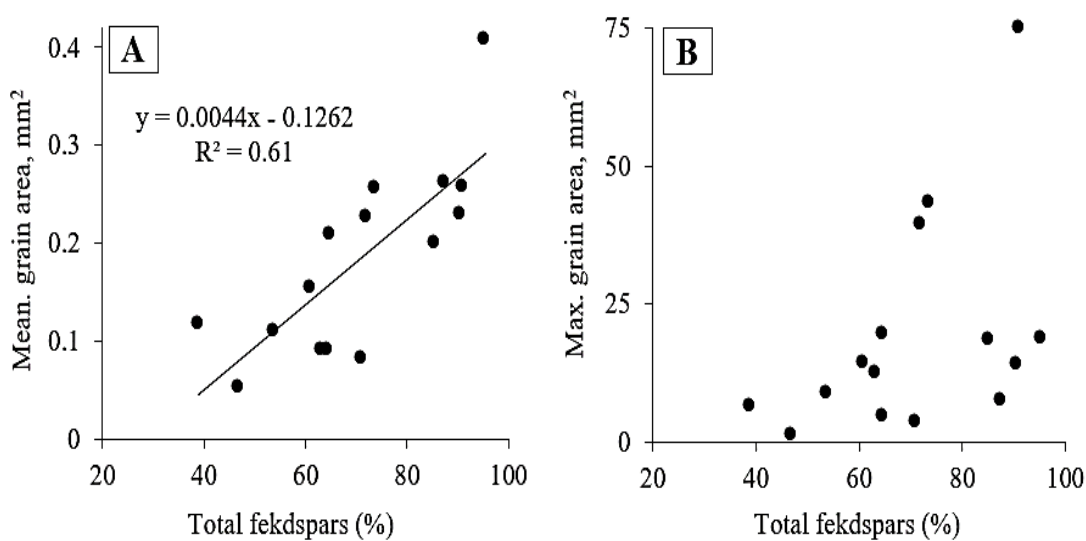 A
Mean. grain area, mm²
0.4
0.3
0.2
0.1
0
y = 0.0044x - 0.1262
R² = 0.61
20 40 60 80 100
Total fekdspars (%)
B
Max. grain area, mm²
75
50
25
0
20 40 60 80 100
Total fekdspars (%)